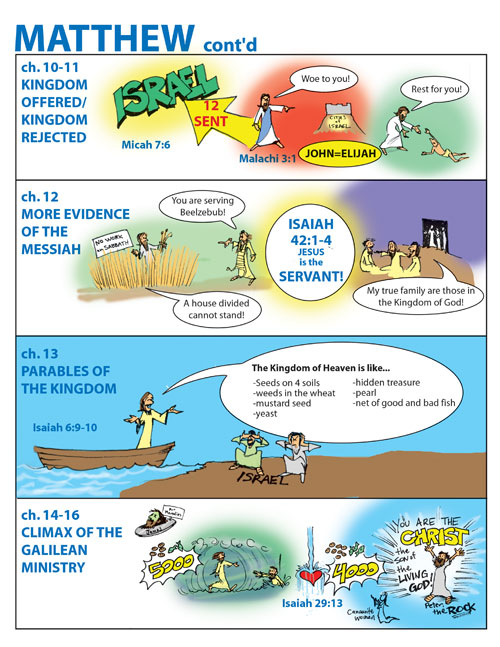 MATTHEW cont'd
ch. 10-11
KINGDOM
OFFERED/
KINGDOM
REJECTED
ISRAEL
12
SENT
Micah 7:6
Woe to you!
CITIES
of
ISRAEL
Malachi 3:1
JOHN=ELIJAH
Rest for you!
ch. 12
MORE EVIDENCE
OF THE
MESSIAH
NO WORK
on SABBATH
You are serving
Beelzebub!
A house divided
cannot stand!
ISAIAH
42:1-4
JESUS
is the
SERVANT!
My true family are those in
the Kingdom of God!
ch. 13
PARABLES OF
THE KINGDOM
Isaiah 6:9-10
The Kingdom of Heaven is like...
-Seeds on 4 soils
-weeds in the wheat
-mustard seed
-yeast
-hidden treasure
-pearl
-net of good and bad fish
ISRAEL
ch. 14-16
CLIMAX OF THE
GALILEAN
MINISTRY
5000
4000
Isaiah 29:13
YOU ARE THE
CHRIST
the
SON of
the
LIVING
GOD!
Canaanite
Woman
Peter,
the ROCK